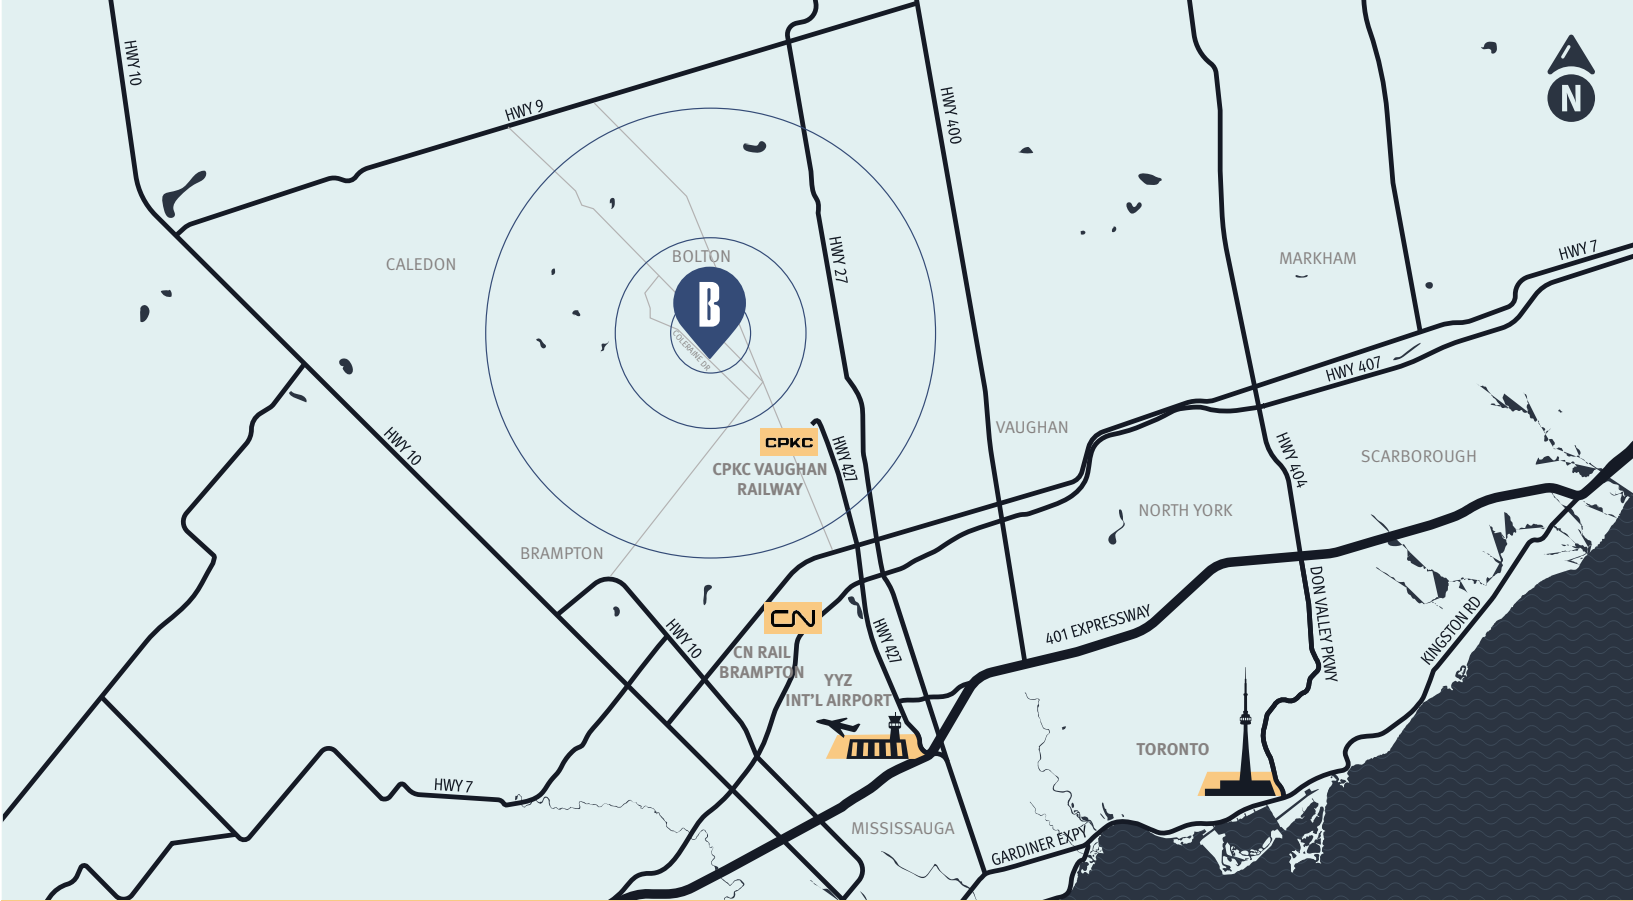 HWY 10
HWY 9
HWY 400
N
HWY 27
HWY 7
CALEDON
BOLTON
MARKHAM
B
COLERAINE DR
HWY 407
HWY 10
VAUGHAN
CPKC
HWY 427
HWY 404
SCARBOROUGH
CPKC VAUGHAN
RAILWAY
NORTH YORK
BRAMPTON
CN
HWY 10
HWY 427
401 EXPRESSWAY
DON VALLEY PKWY
KINGSTON RD
CN RAIL
BRAMPTON
YYZ
INT'L AIRPORT
TORONTO
HWY 7
MISSISSAUGA
GARDINER EXPY